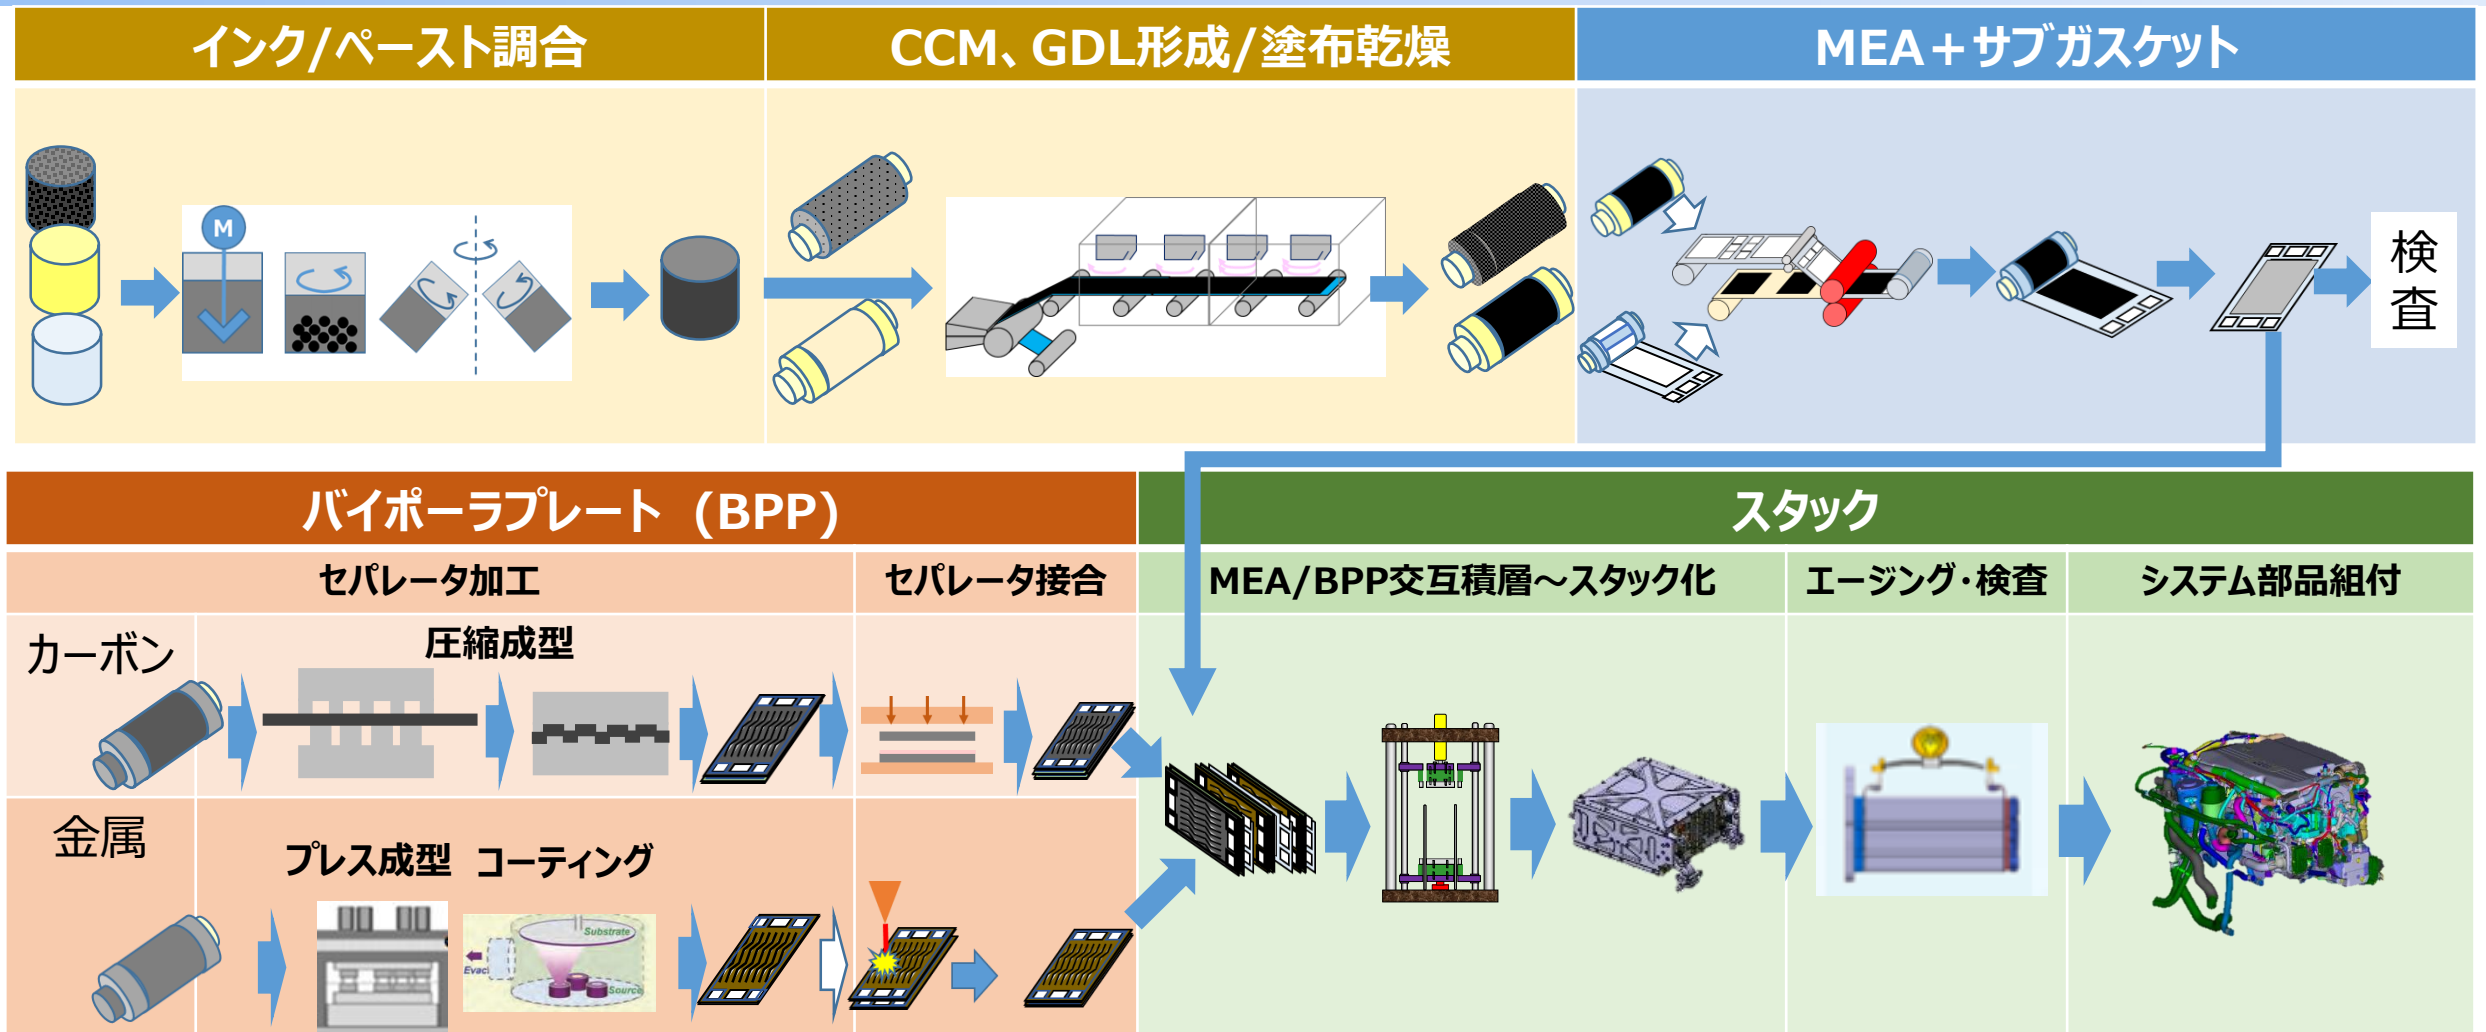 インク/ペースト調合
CCM、GDL形成/塗布乾燥
MEA＋サブガスケット
M
検
査
バイポーラプレート（BPP)
スタック
セパレータ加工
セパレータ接合
MEA/BPP交互積層～スタック化
エージング・検査
システム部品組付
カーボン
圧縮成型
金属
プレス成型
コーティング
Substrate
Evac
Source